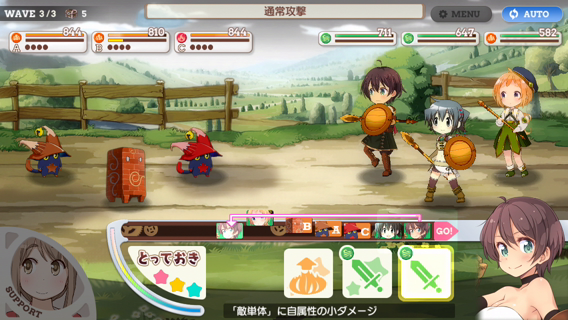 WAVE 3/3 5
通常攻撃
MENU
AUTO
844
A
810
B
844
C
711
647
582
B
A
C
GO!
とっておき
SUPPORT
「敵単体」に自属性の小ダメージ